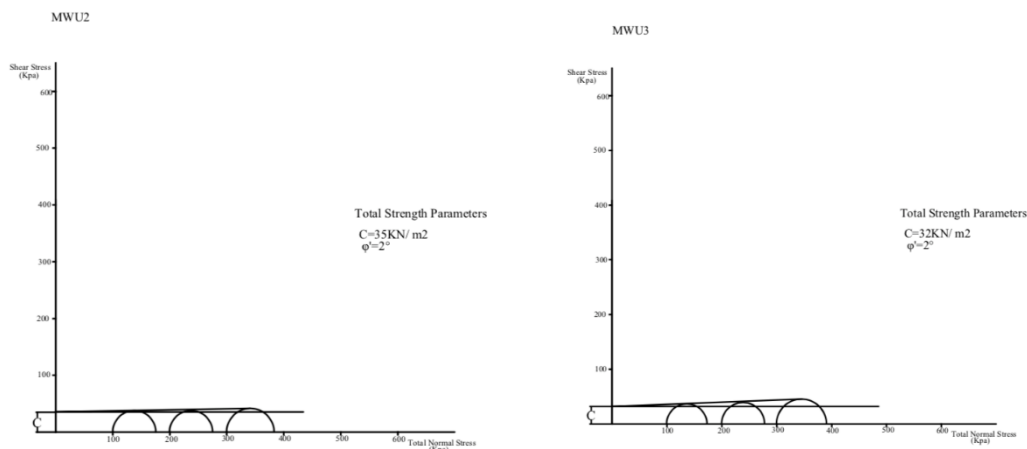 MWU2
Shear Stress
(Kpa)
600
500
400
300
200
100
C
100
200
300
400
500
600
Total Normal Stress
(Kpa)
Total Strength Parameters
C=35KN/ m2
φ'=2°
MWU3
Shear Stress
(Kpa)
600
500
400
300
200
100
C
100
200
300
400
500
600
Total Normal Stress
(Kpa)
Total Strength Parameters
C=32KN/ m2
φ'=2°